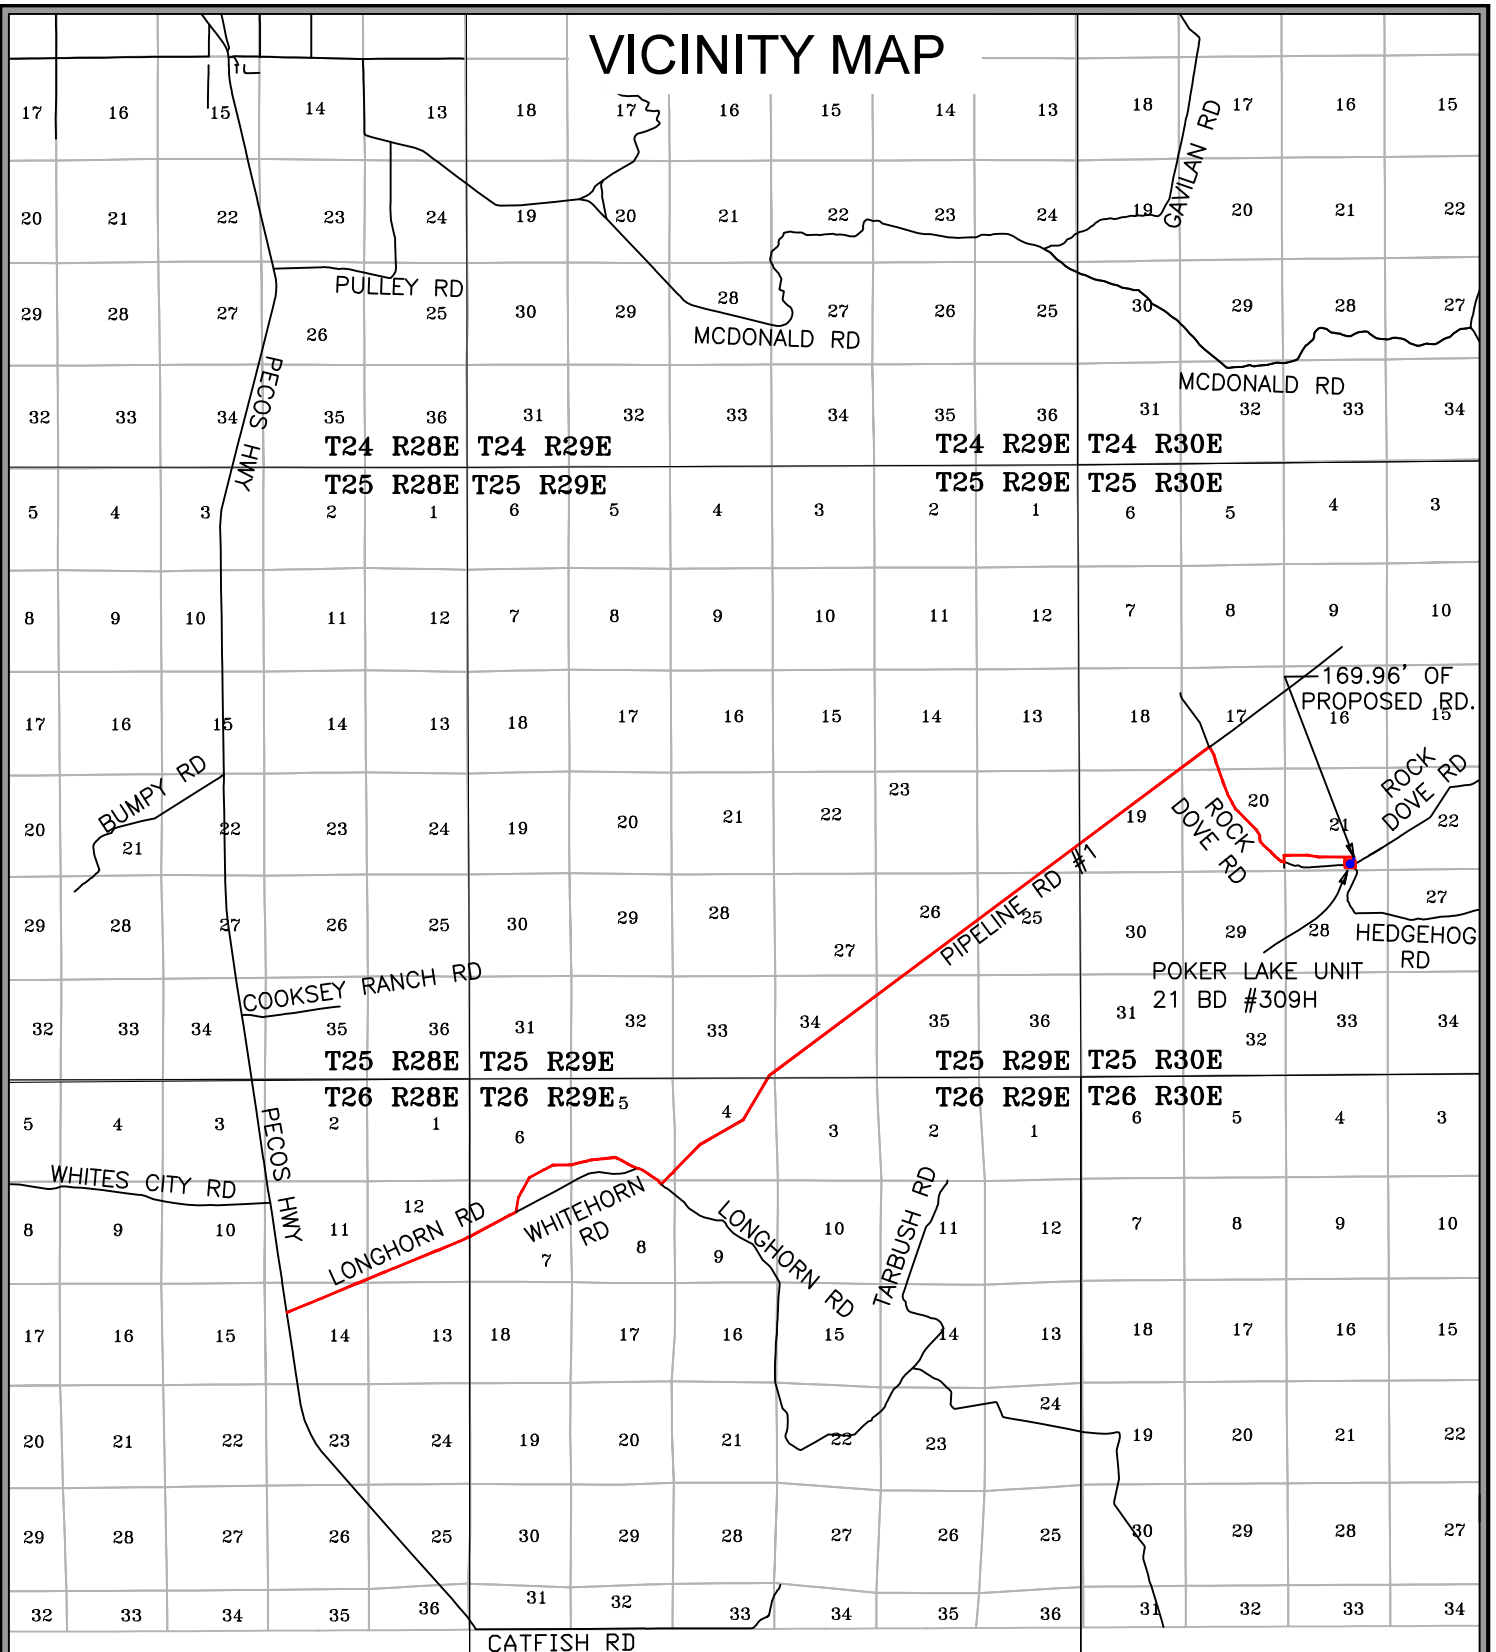 VICINITY MAP
17 16 15 14 13 18 17 16 15 14 13 18 17 16 15
GAVILAN RD
20 21 22 23 24 19 20 21 22 23 24 19 20 21 22
PULLEY RD
29 28 27 26 25 30 29 28 27 26 25 30 29 28 27
MCDONALD RD
MCDONALD RD
PECOS HWY
32 33 34 35 36 31 32 33 34 35 36 31 32 33 34
T24 R28E T24 R29E T24 R29E T24 R30E
T25 R28E T25 R29E T25 R29E T25 R30E
5 4 3 2 1 6 5 4 3 2 1 6 5 4 3
8 9 10 11 12 7 8 9 10 11 12 7 8 9 10
169.96' OF
PROPOSED RD.
17 16 15 14 13 18 17 16 15 14 13 18 17 16 15
BUMPY RD
ROCK
DOVE RD
ROCK
DOVE RD
20 21 22 23 24 19 20 21 22 23 19 20 21 22
PIPELINE RD #1
29 28 27 26 25 30 29 28 27 26 25 30 29 28 27
HEDGEHOG
RD
COOKSEY RANCH RD
POKER LAKE UNIT
21 BD #309H
32 33 34 35 36 31 32 33 34 35 36 31 32 33 34
T25 R28E T25 R29E T25 R29E T25 R30E
T26 R28E T26 R29E T26 R29E T26 R30E
5 4 3 2 1 6 5 4 3 2 1 6 5 4 3
WHITES CITY RD
PECOS HWY
LONGHORN RD
WHITEHORN
RD
LONGHORN RD
TARBUSH RD
8 9 10 11 12 7 8 9 10 11 12 7 8 9 10
17 16 15 14 13 18 17 16 15 14 13 18 17 16 15
20 21 22 23 24 19 20 21 22 23 24 19 20 21 22
29 28 27 26 25 30 29 28 27 26 25 30 29 28 27
32 33 34 35 36 31 32 33 34 35 36 31 32 33 34
CATFISH RD